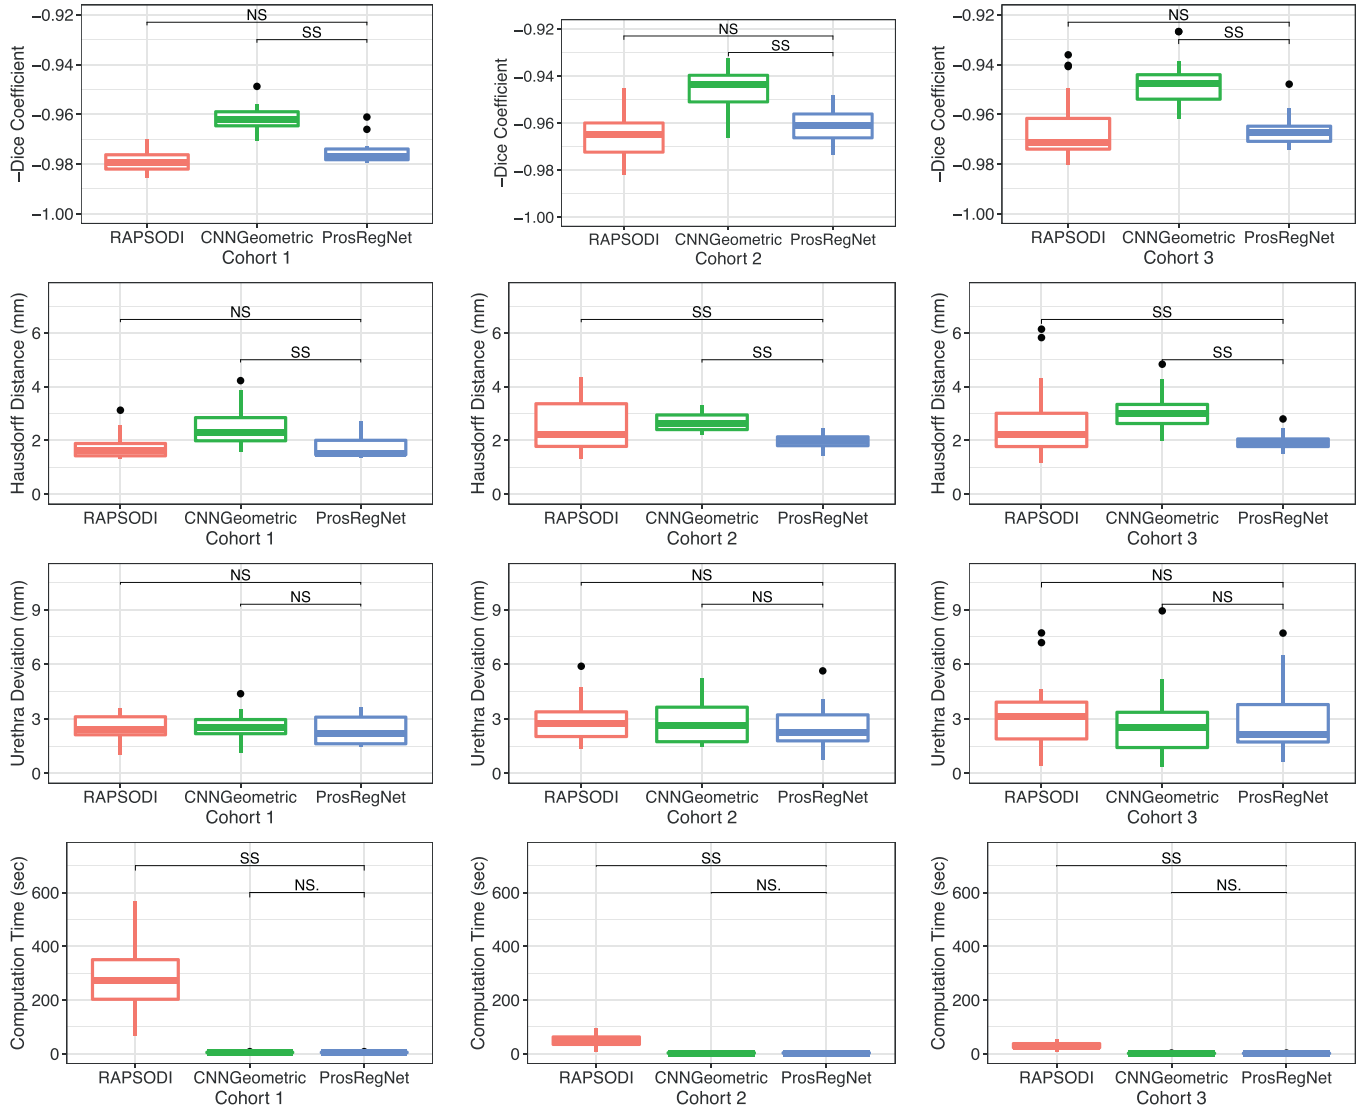 −0.92
−0.94
−0.96
−0.98
−1.00
−Dice Coefficient
NS
SS
RAPSODI CNNGeometric ProsRegNet
Cohort 1
−0.92
−0.94
−0.96
−0.98
−1.00
−Dice Coefficient
NS
SS
RAPSODI CNNGeometric ProsRegNet
Cohort 2
−0.92
−0.94
−0.96
−0.98
−1.00
−Dice Coefficient
NS
SS
RAPSODI CNNGeometric ProsRegNet
Cohort 3
6
4
2
0
Hausdorff Distance (mm)
NS
SS
RAPSODI CNNGeometric ProsRegNet
Cohort 1
6
4
2
0
Hausdorff Distance (mm)
SS
SS
RAPSODI CNNGeometric ProsRegNet
Cohort 2
6
4
2
0
Hausdorff Distance (mm)
SS
SS
RAPSODI CNNGeometric ProsRegNet
Cohort 3
9
6
3
0
Urethra Deviation (mm)
NS
NS
RAPSODI CNNGeometric ProsRegNet
Cohort 1
9
6
3
0
Urethra Deviation (mm)
NS
NS
RAPSODI CNNGeometric ProsRegNet
Cohort 2
9
6
3
0
Urethra Deviation (mm)
NS
NS
RAPSODI CNNGeometric ProsRegNet
Cohort 3
600
400
200
0
Computation Time (sec)
SS
NS.
RAPSODI CNNGeometric ProsRegNet
Cohort 1
600
400
200
0
Computation Time (sec)
SS
NS.
RAPSODI CNNGeometric ProsRegNet
Cohort 2
600
400
200
0
Computation Time (sec)
SS
NS.
RAPSODI CNNGeometric ProsRegNet
Cohort 3